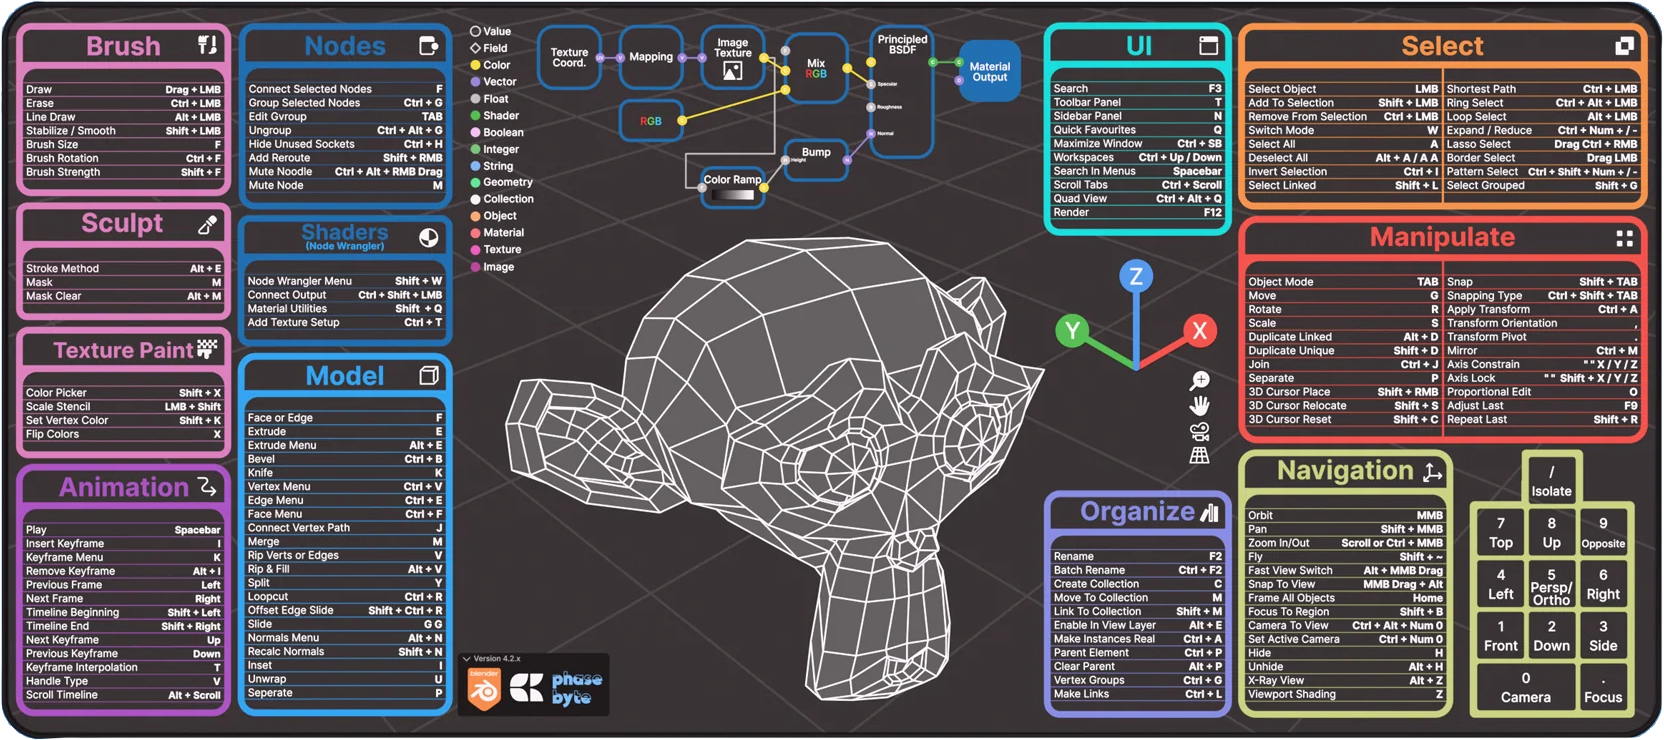 Brush
Draw Drag + LMB
Erase Ctrl + LMB
Line Draw Alt + LMB
Stabilize / Smooth Shift + LMB
Brush Size F
Brush Rotation Ctrl + F
Brush Strength Shift + F
Sculpt
Stroke Method Alt + E
Mask M
Mask Clear Alt + M
Texture Paint
Color Picker Shift + X
Scale Stencil LMB + Shift
Set Vertex Color Shift + K
Flip Colors X
Animation
Play Spacebar
Insert Keyframe I
Keyframe Menu K
Remove Keyframe Alt + I
Previous Frame Left
Next Frame Right
Timeline Beginning Shift + Left
Timeline End Shift + Right
Next Keyframe Up
Previous Keyframe Down
Keyframe Interpolation T
Handle Type V
Scroll Timeline Alt + Scroll
Nodes
Connect Selected Nodes F
Group Selected Nodes Ctrl + G
Edit Gvroup TAB
Ungroup Ctrl + Alt + G
Hide Unused Sockets Ctrl + H
Add Reroute Shift + RMB
Mute Noodle Ctrl + Alt + RMB Drag
Mute Node M
Shaders
(Node Wrangler)
Node Wrangler Menu Shift + W
Connect Output Ctrl + Shift + LMB
Material Utilities Shift + Q
Add Texture Setup Ctrl + T
Model
Face or Edge F
Extrude E
Extrude Menu Alt + E
Bevel Ctrl + B
Knife K
Vertex Menu Ctrl + V
Edge Menu Ctrl + E
Face Menu Ctrl + F
Connect Vertex Path J
Merge M
Rip Verts or Edges V
Rip & Fill Alt + V
Split Y
Loopcut Ctrl + R
Offset Edge Slide Shift + Ctrl + R
Slide G G
Normals Menu Alt + N
Recalc Normals Shift + N
Inset I
Unwrap U
Seperate P
Value
Field
Color
Vector
Float
Shader
Boolean
Integer
String
Geometry
Collection
Object
Material
Texture
Image
Texture
Coord.
Mapping
Image
Texture
RGB
Mix
RGB
Color Ramp
Bump
Height
Principled
BSDF
Specular
Roughness
Normal
Material
Output
Z
Y
X
Version 4.2.x
blender
phase
byte
UI
Search F3
Toolbar Panel T
Sidebar Panel N
Quick Favourites Q
Maximize Window Ctrl + SB
Workspaces Ctrl + Up / Down
Search In Menus Spacebar
Scroll Tabs Ctrl + Scroll
Quad View Ctrl + Alt + Q
Render F12
Organize
Rename F2
Batch Rename Ctrl + F2
Create Collection C
Move To Collection M
Link To Collection Shift + M
Enable In View Layer Alt + E
Make Instances Real Ctrl + A
Parent Element Ctrl + P
Clear Parent Alt + P
Vertex Groups Ctrl + G
Make Links Ctrl + L
Select
Select Object LMB
Add To Selection Shift + LMB
Remove From Selection Ctrl + LMB
Switch Mode W
Select All A
Deselect All Alt + A / A A
Invert Selection Ctrl + I
Select Linked Shift + L
Shortest Path Ctrl + LMB
Ring Select Ctrl + Alt + LMB
Loop Select Alt + LMB
Expand / Reduce Ctrl + Num + / -
Lasso Select Drag Ctrl + RMB
Border Select Drag LMB
Pattern Select Ctrl + Shift + Num + / -
Select Grouped Shift + G
Manipulate
Object Mode TAB
Move G
Rotate R
Scale S
Duplicate Linked Alt + D
Duplicate Unique Shift + D
Join Ctrl + J
Separate P
3D Cursor Place Shift + RMB
3D Cursor Relocate Shift + S
3D Cursor Reset Shift + C
Snap Shift + TAB
Snapping Type Ctrl + Shift + TAB
Apply Transform Ctrl + A
Transform Orientation ,
Transform Pivot .
Mirror Ctrl + M
Axis Constrain "" X / Y / Z
Axis Lock "" Shift + X / Y / Z
Proportional Edit O
Adjust Last F9
Repeat Last Shift + R
Navigation
Orbit MMB
Pan Shift + MMB
Zoom In/Out Scroll or Ctrl + MMB
Fly Shift + ~
Fast View Switch Alt + MMB Drag
Snap To View MMB Drag + Alt
Frame All Objects Home
Focus To Region Shift + B
Camera To View Ctrl + Alt + Num 0
Set Active Camera Ctrl + Num 0
Hide H
Unhide Alt + H
X-Ray View Alt + Z
Viewport Shading Z
/
Isolate
7 8 9
Top Up Opposite
4 5 6
Left Persp/ Right
Ortho
1 2 3
Front Down Side
0 .
Camera Focus